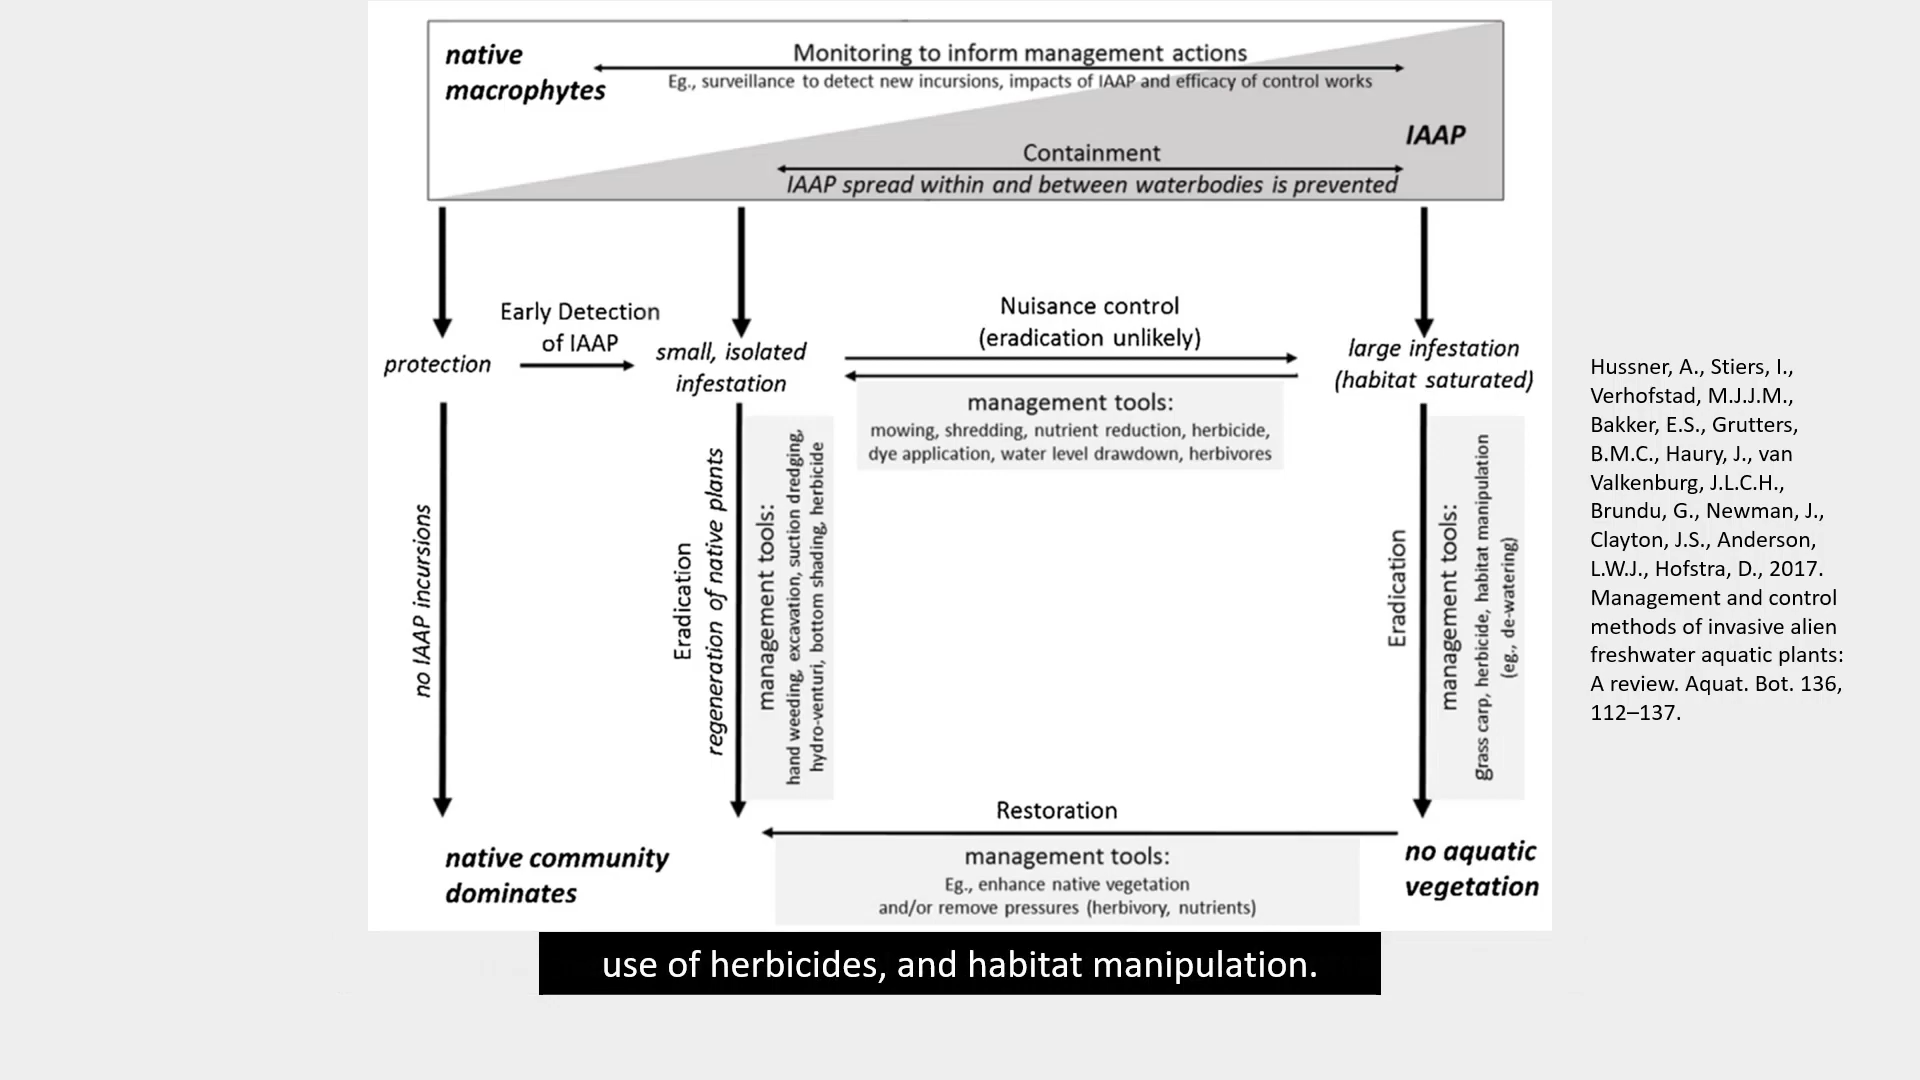 native
macrophytes
Monitoring to inform management actions
Eg., surveillance to detect new incursions, impacts of IAAP and efficacy of control works
IAAP
Containment
IAAP spread within and between waterbodies is prevented
protection
Early Detection
of IAAP
small, isolated
infestation
Nuisance control
(eradication unlikely)
large infestation
(habitat saturated)
management tools:
mowing, shredding, nutrient reduction, herbicide,
dye application, water level drawdown, herbivores
no IAAP incursions
Eradication
regeneration of native plants
management tools:
hand weeding, excavation, suction dredging,
hydro-venturi, bottom shading, herbicide
Eradication
management tools:
grass carp, herbicide, habitat manipulation
(eg., de-watering)
Restoration
management tools:
Eg., enhance native vegetation
and/or remove pressures (herbivory, nutrients)
native community
dominates
no aquatic
vegetation
Hussner, A., Stiers, I.,
Verhofstad, M.J.J.M.,
Bakker, E.S., Grutters,
B.M.C., Haury, J., van
Valkenburg, J.L.C.H.,
Brundu, G., Newman, J.,
Clayton, J.S., Anderson,
L.W.J., Hofstra, D., 2017.
Management and control
methods of invasive alien
freshwater aquatic plants:
A review. Aquat. Bot. 136,
112–137.
use of herbicides, and habitat manipulation.